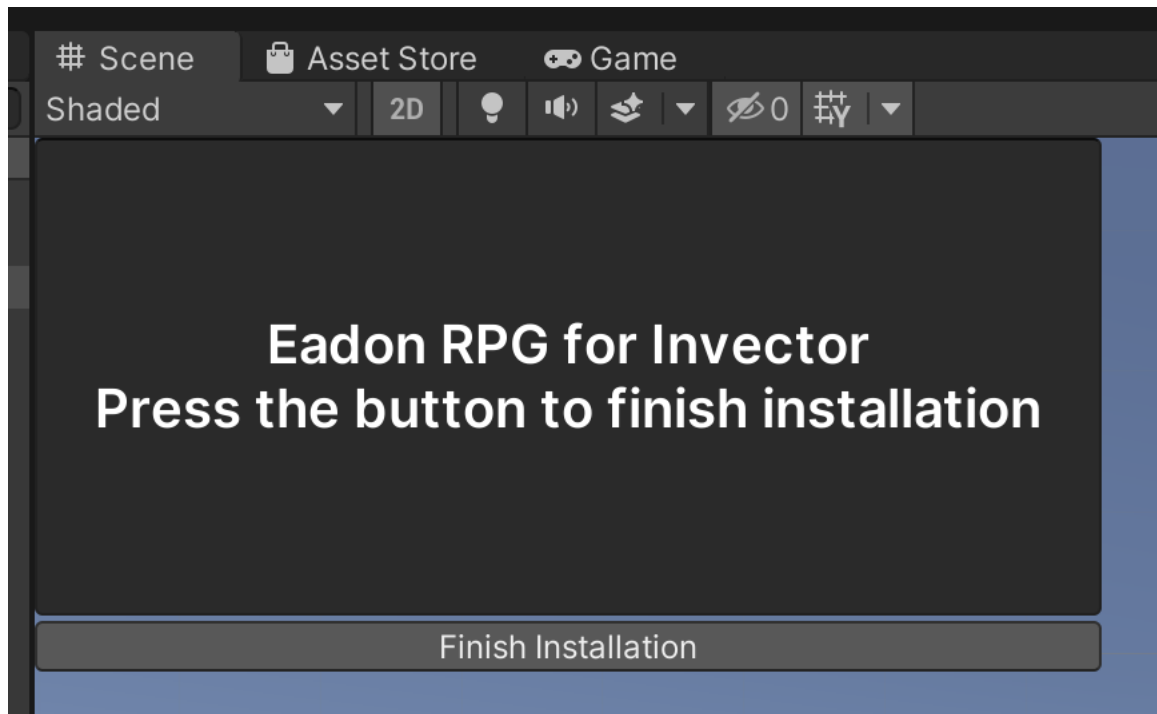 Scene
Asset Store
Game
Shaded
2D
0
Y
Eadon RPG for Invector
Press the button to finish installation
Finish Installation